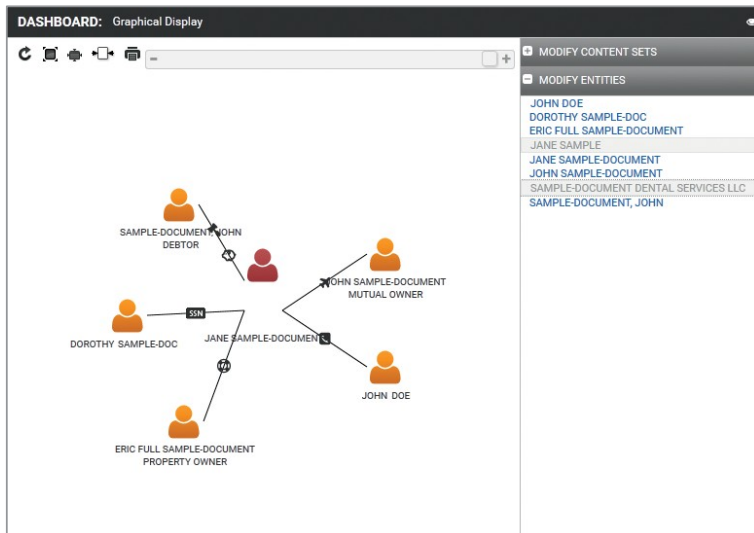 DASHBOARD: Graphical Display
MODIFY CONTENT SETS
MODIFY ENTITIES
JOHN DOE
DOROTHY SAMPLE-DOC
ERIC FULL SAMPLE-DOCUMENT
JANE SAMPLE
JANE SAMPLE-DOCUMENT
JOHN SAMPLE-DOCUMENT
SAMPLE-DOCUMENT DENTAL SERVICES LLC
SAMPLE-DOCUMENT, JOHN
SAMPLE-DOCUMENT, JOHN
DEBTOR
JOHN SAMPLE-DOCUMENT
MUTUAL OWNER
SSN
DOROTHY SAMPLE-DOC
JANE SAMPLE-DOCUMENT
JOHN DOE
ERIC FULL SAMPLE-DOCUMENT
PROPERTY OWNER